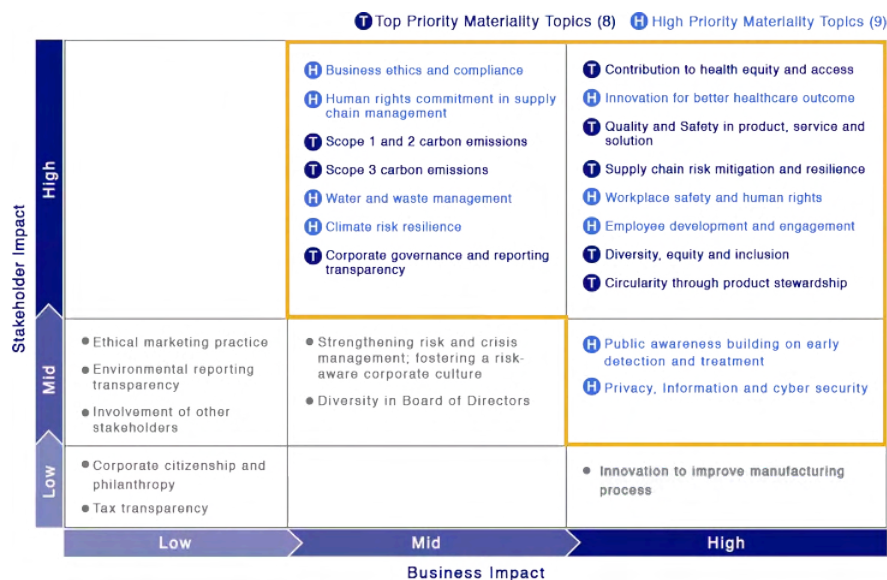 T Top Priority Materiality Topics (8) H High Priority Materiality Topics (9)
Stakeholder Impact
High
H Business ethics and compliance
H Human rights commitment in supply
chain management
T Scope 1 and 2 carbon emissions
T Scope 3 carbon emissions
H Water and waste management
H Climate risk resilience
T Corporate governance and reporting
transparency
T Contribution to health equity and access
H Innovation for better healthcare outcome
T Quality and Safety in product, service and
solution
T Supply chain risk mitigation and resilience
H Workplace safety and human rights
H Employee development and engagement
T Diversity, equity and inclusion
T Circularity through product stewardship
Mid
• Ethical marketing practice
• Environmental reporting
transparency
• Involvement of other
stakeholders
• Strengthening risk and crisis
management; fostering a risk-
aware corporate culture
• Diversity in Board of Directors
H Public awareness building on early
detection and treatment
H Privacy, Information and cyber security
Low
• Corporate citizenship and
philanthropy
• Tax transparency
• Innovation to improve manufacturing
process
Low Mid High
Business Impact